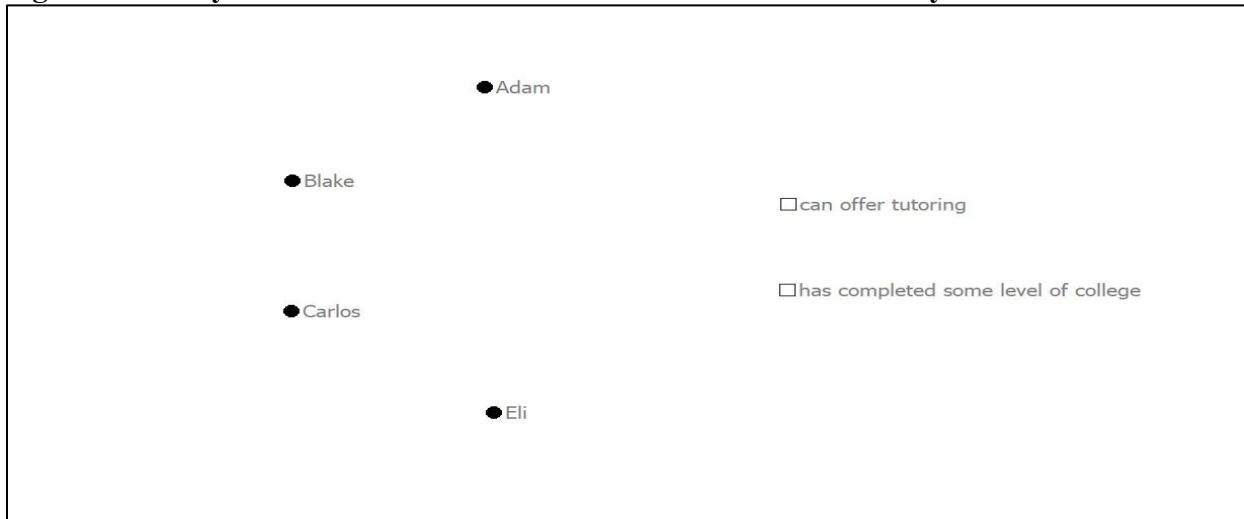 Adam
Blake
can offer tutoring
has completed some level of college
Carlos
Eli